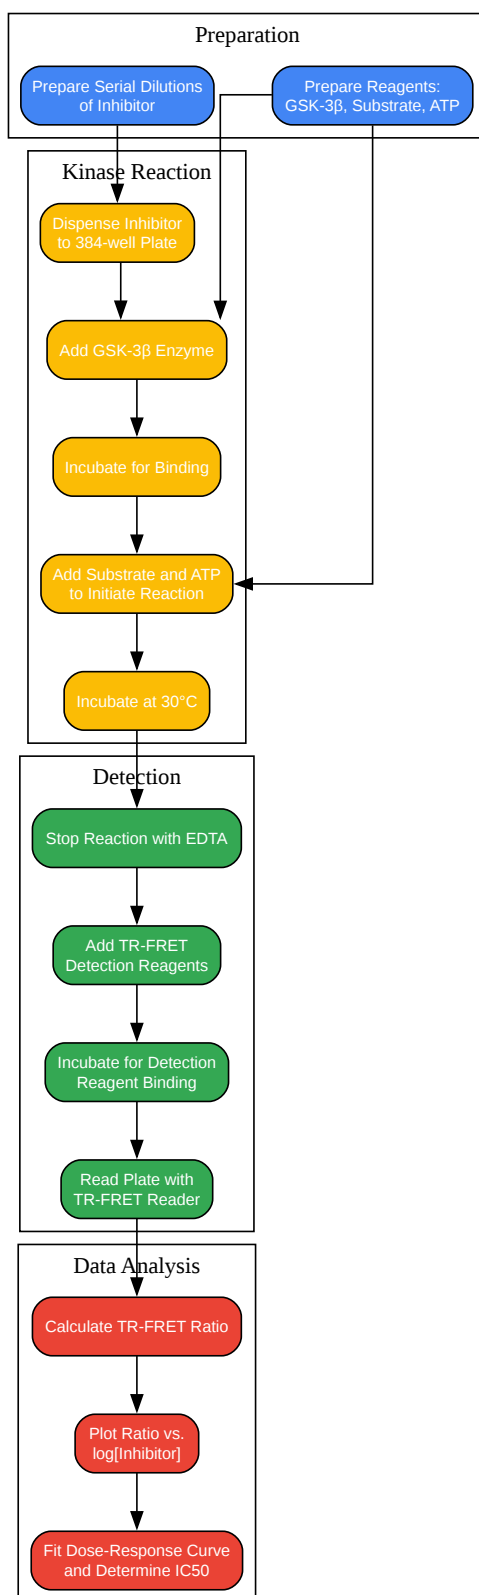 Preparation
Prepare Serial Dilutions
of Inhibitor
Prepare Reagents:
GSK-3β, Substrate, ATP
Kinase Reaction
Dispense Inhibitor
to 384-well Plate
Add GSK-3β Enzyme
Incubate for Binding
Add Substrate and ATP
to Initiate Reaction
Incubate at 30°C
Detection
Stop Reaction with EDTA
Add TR-FRET
Detection Reagents
Incubate for Detection
Reagent Binding
Read Plate with
TR-FRET Reader
Data Analysis
Calculate TR-FRET Ratio
Plot Ratio vs.
log[Inhibitor]
Fit Dose-Response Curve
and Determine IC50